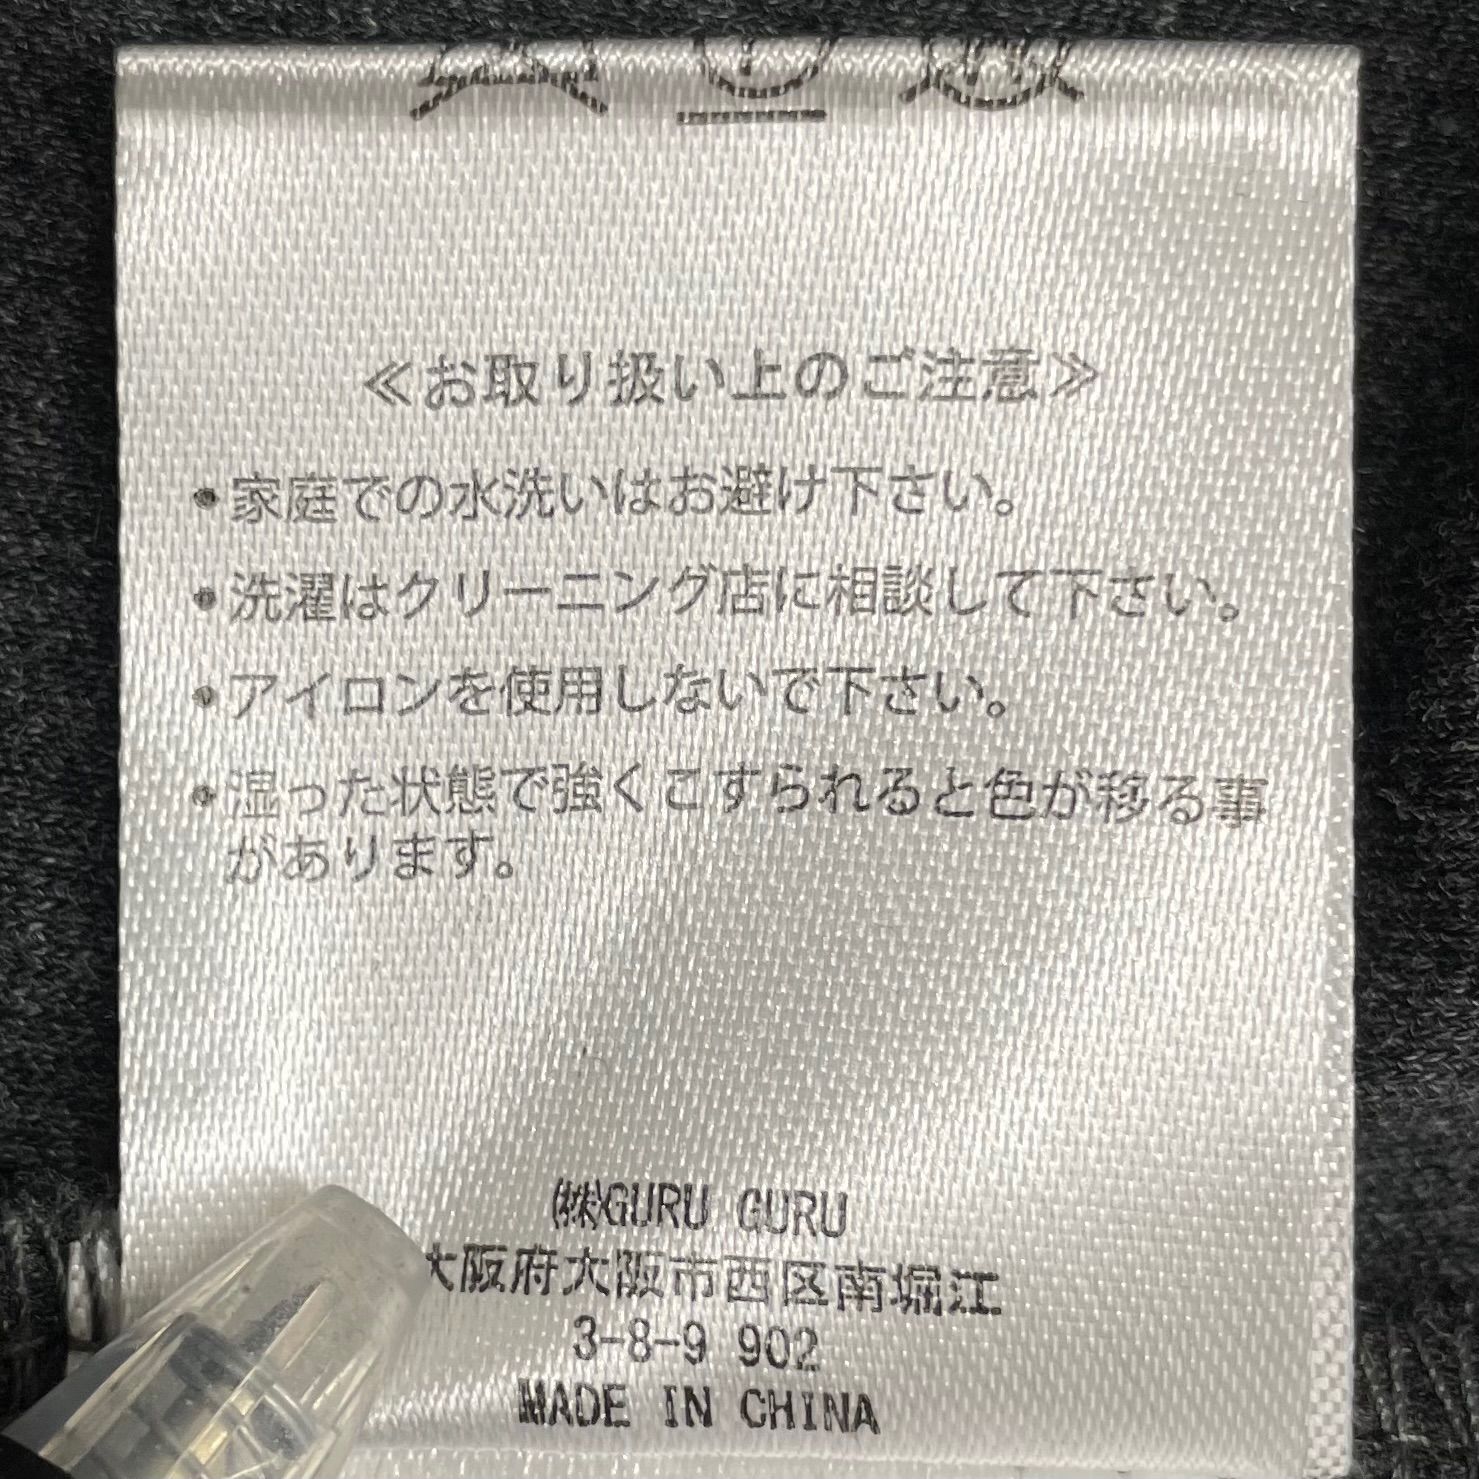 ≪お取り扱い上のご注意≫
・家庭での水洗いはお避け下さい。
・洗濯はクリーニング店に相談して下さい。
・アイロンを使用しないで下さい。
・湿った状態で強くこすられると色が移る事
があります。
㈱GURU GURU
大阪府大阪市西区南堀江
3-8-9 902
MADE IN CHINA